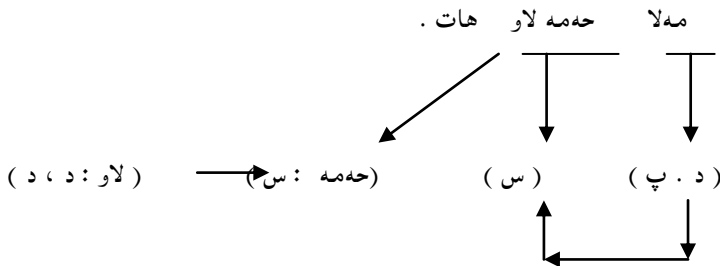 مەلا حەمە لاو هات .
( د . پ ) ( س ) (حەمە : س ) ( لاو : د ، د )